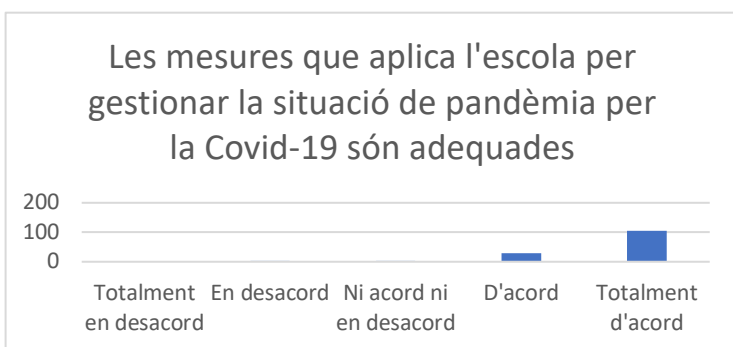 Les mesures que aplica l'escola per
gestionar la situació de pandèmia per
la Covid-19 són adequades
200
100
0
Totalment
en desacord
En desacord
Ni acord ni
en desacord
D'acord
Totalment
d'acord